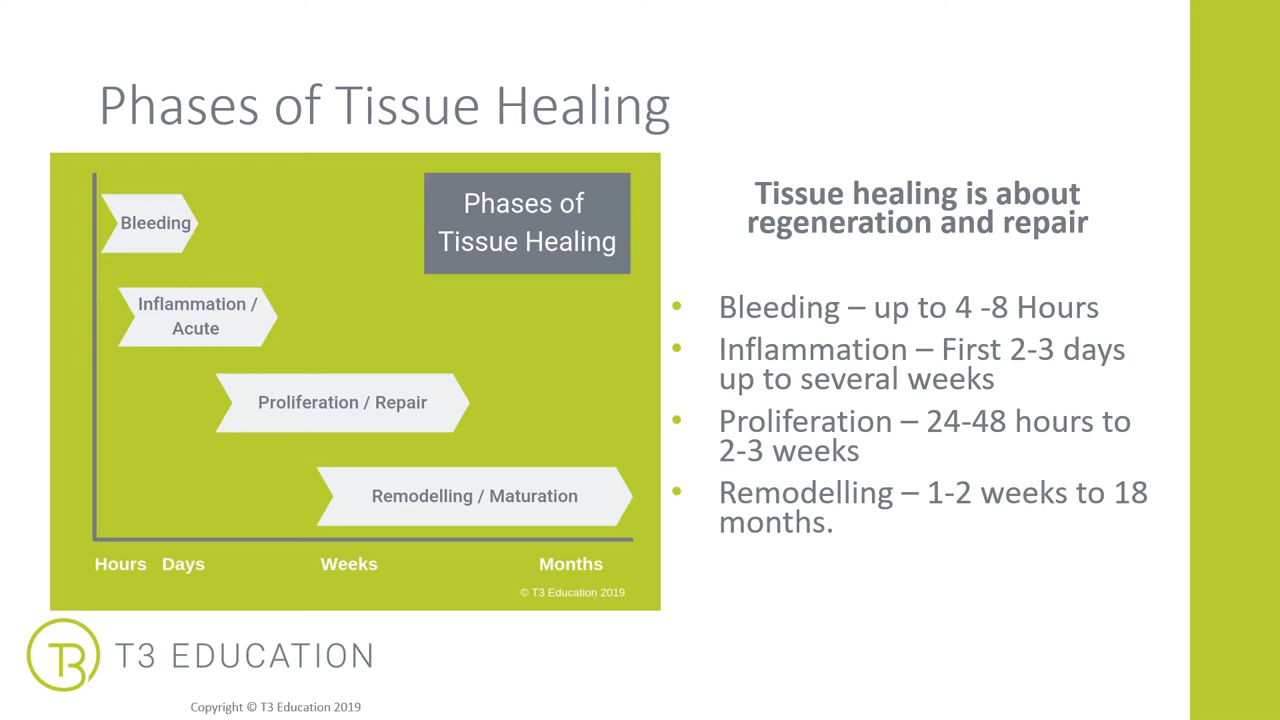 Phases of Tissue Healing
Bleeding
Phases of
Tissue Healing
Inflammation /
Acute
Proliferation / Repair
Remodelling / Maturation
Hours Days Weeks Months
© T3 Education 2019
Tissue healing is about
regeneration and repair
• Bleeding – up to 4 -8 Hours
• Inflammation – First 2-3 days
up to several weeks
• Proliferation – 24-48 hours to
2-3 weeks
• Remodelling – 1-2 weeks to 18
months.
T3 T3 EDUCATION
Copyright © T3 Education 2019